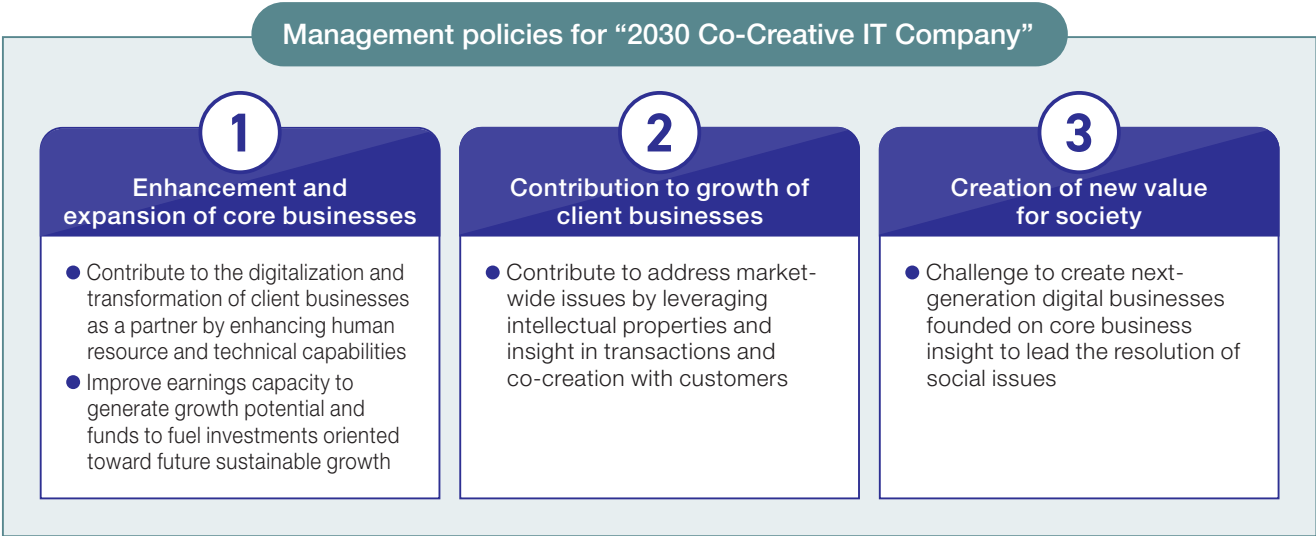 Management policies for “2030 Co-Creative IT Company”
1
Enhancement and
expansion of core businesses
● Contribute to the digitalization and
transformation of client businesses
as a partner by enhancing human
resource and technical capabilities
● Improve earnings capacity to
generate growth potential and
funds to fuel investments oriented
toward future sustainable growth
2
Contribution to growth of
client businesses
● Contribute to address market-
wide issues by leveraging
intellectual properties and
insight in transactions and
co-creation with customers
3
Creation of new value
for society
● Challenge to create next-
generation digital businesses
founded on core business
insight to lead the resolution of
social issues